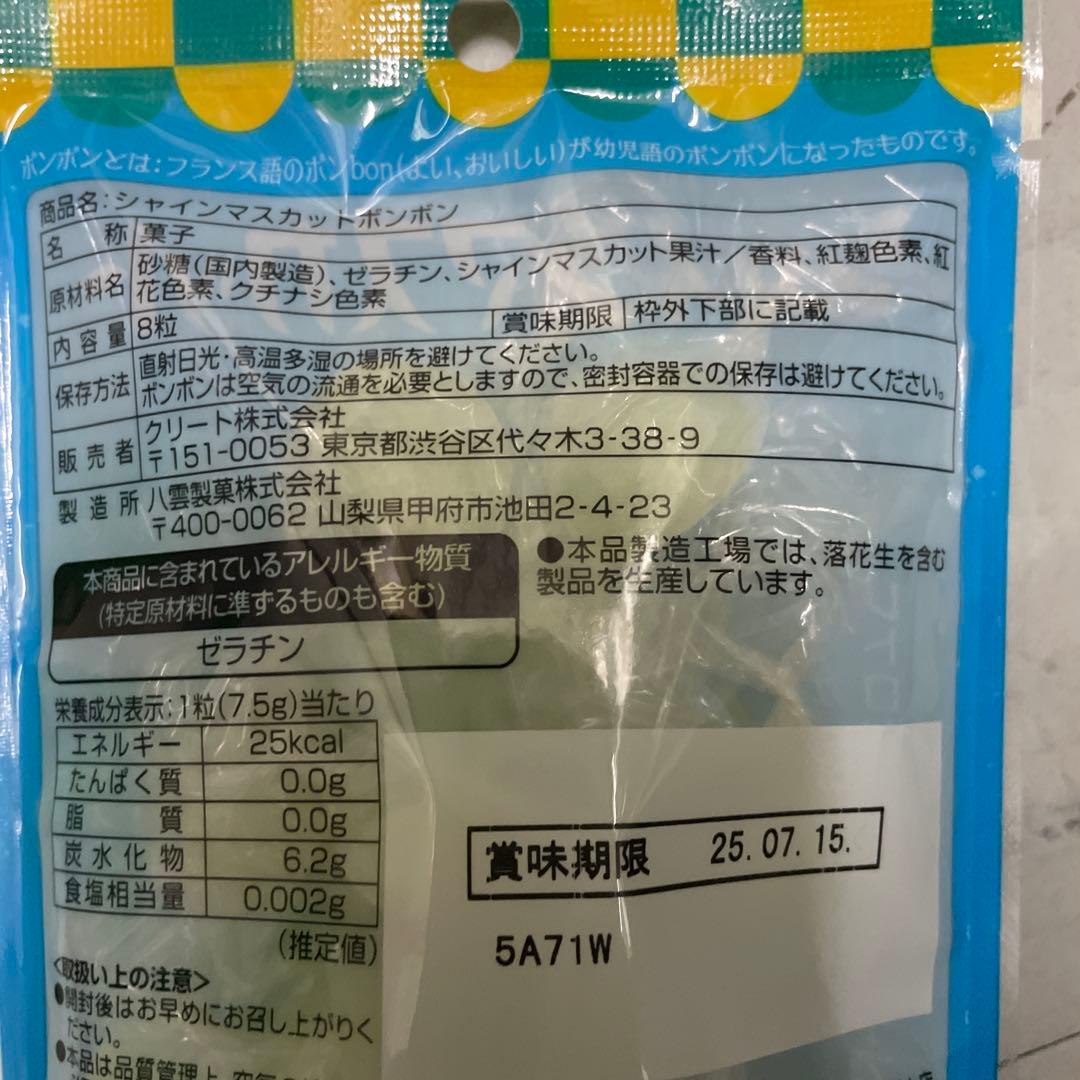 ボンボンとは：フランス語のボンbon（よい、おいしい）が幼児語のボンボンになったものです。
商品名：シャインマスカットボンボン
名　称 菓子
原材料名 砂糖（国内製造）、ゼラチン、シャインマスカット果汁／香料、紅麹色素、紅
花色素、クチナシ色素
内容量 8粒 賞味期限 枠外下部に記載
保存方法 直射日光・高温多湿の場所を避けてください。
ボンボンは空気の流通を必要としますので、密封容器での保存は避けてください。
販売者 クリート株式会社
〒151-0053 東京都渋谷区代々木3-38-9
製造所 八雲製菓株式会社
〒400-0062 山梨県甲府市池田2-4-23
本商品に含まれているアレルギー物質
(特定原材料に準ずるものも含む)
ゼラチン
●本品製造工場では、落花生を含む
製品を生産しています。
栄養成分表示：1粒(7.5g)当たり
エネルギー 25kcal
たんぱく質 0.0g
脂　質 0.0g
炭水化物 6.2g
食塩相当量 0.002g
(推定値)
賞味期限 25.07.15.
5A71W
<取扱い上の注意>
●開封後はお早めにお召し上がりく
ださい。
●本品は品質管理上、空気の